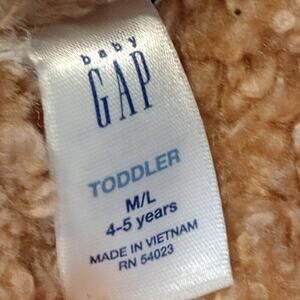 baby
GAP
TODDLER
M/L
4-5 years
MADE IN VIETNAM
RN 54023